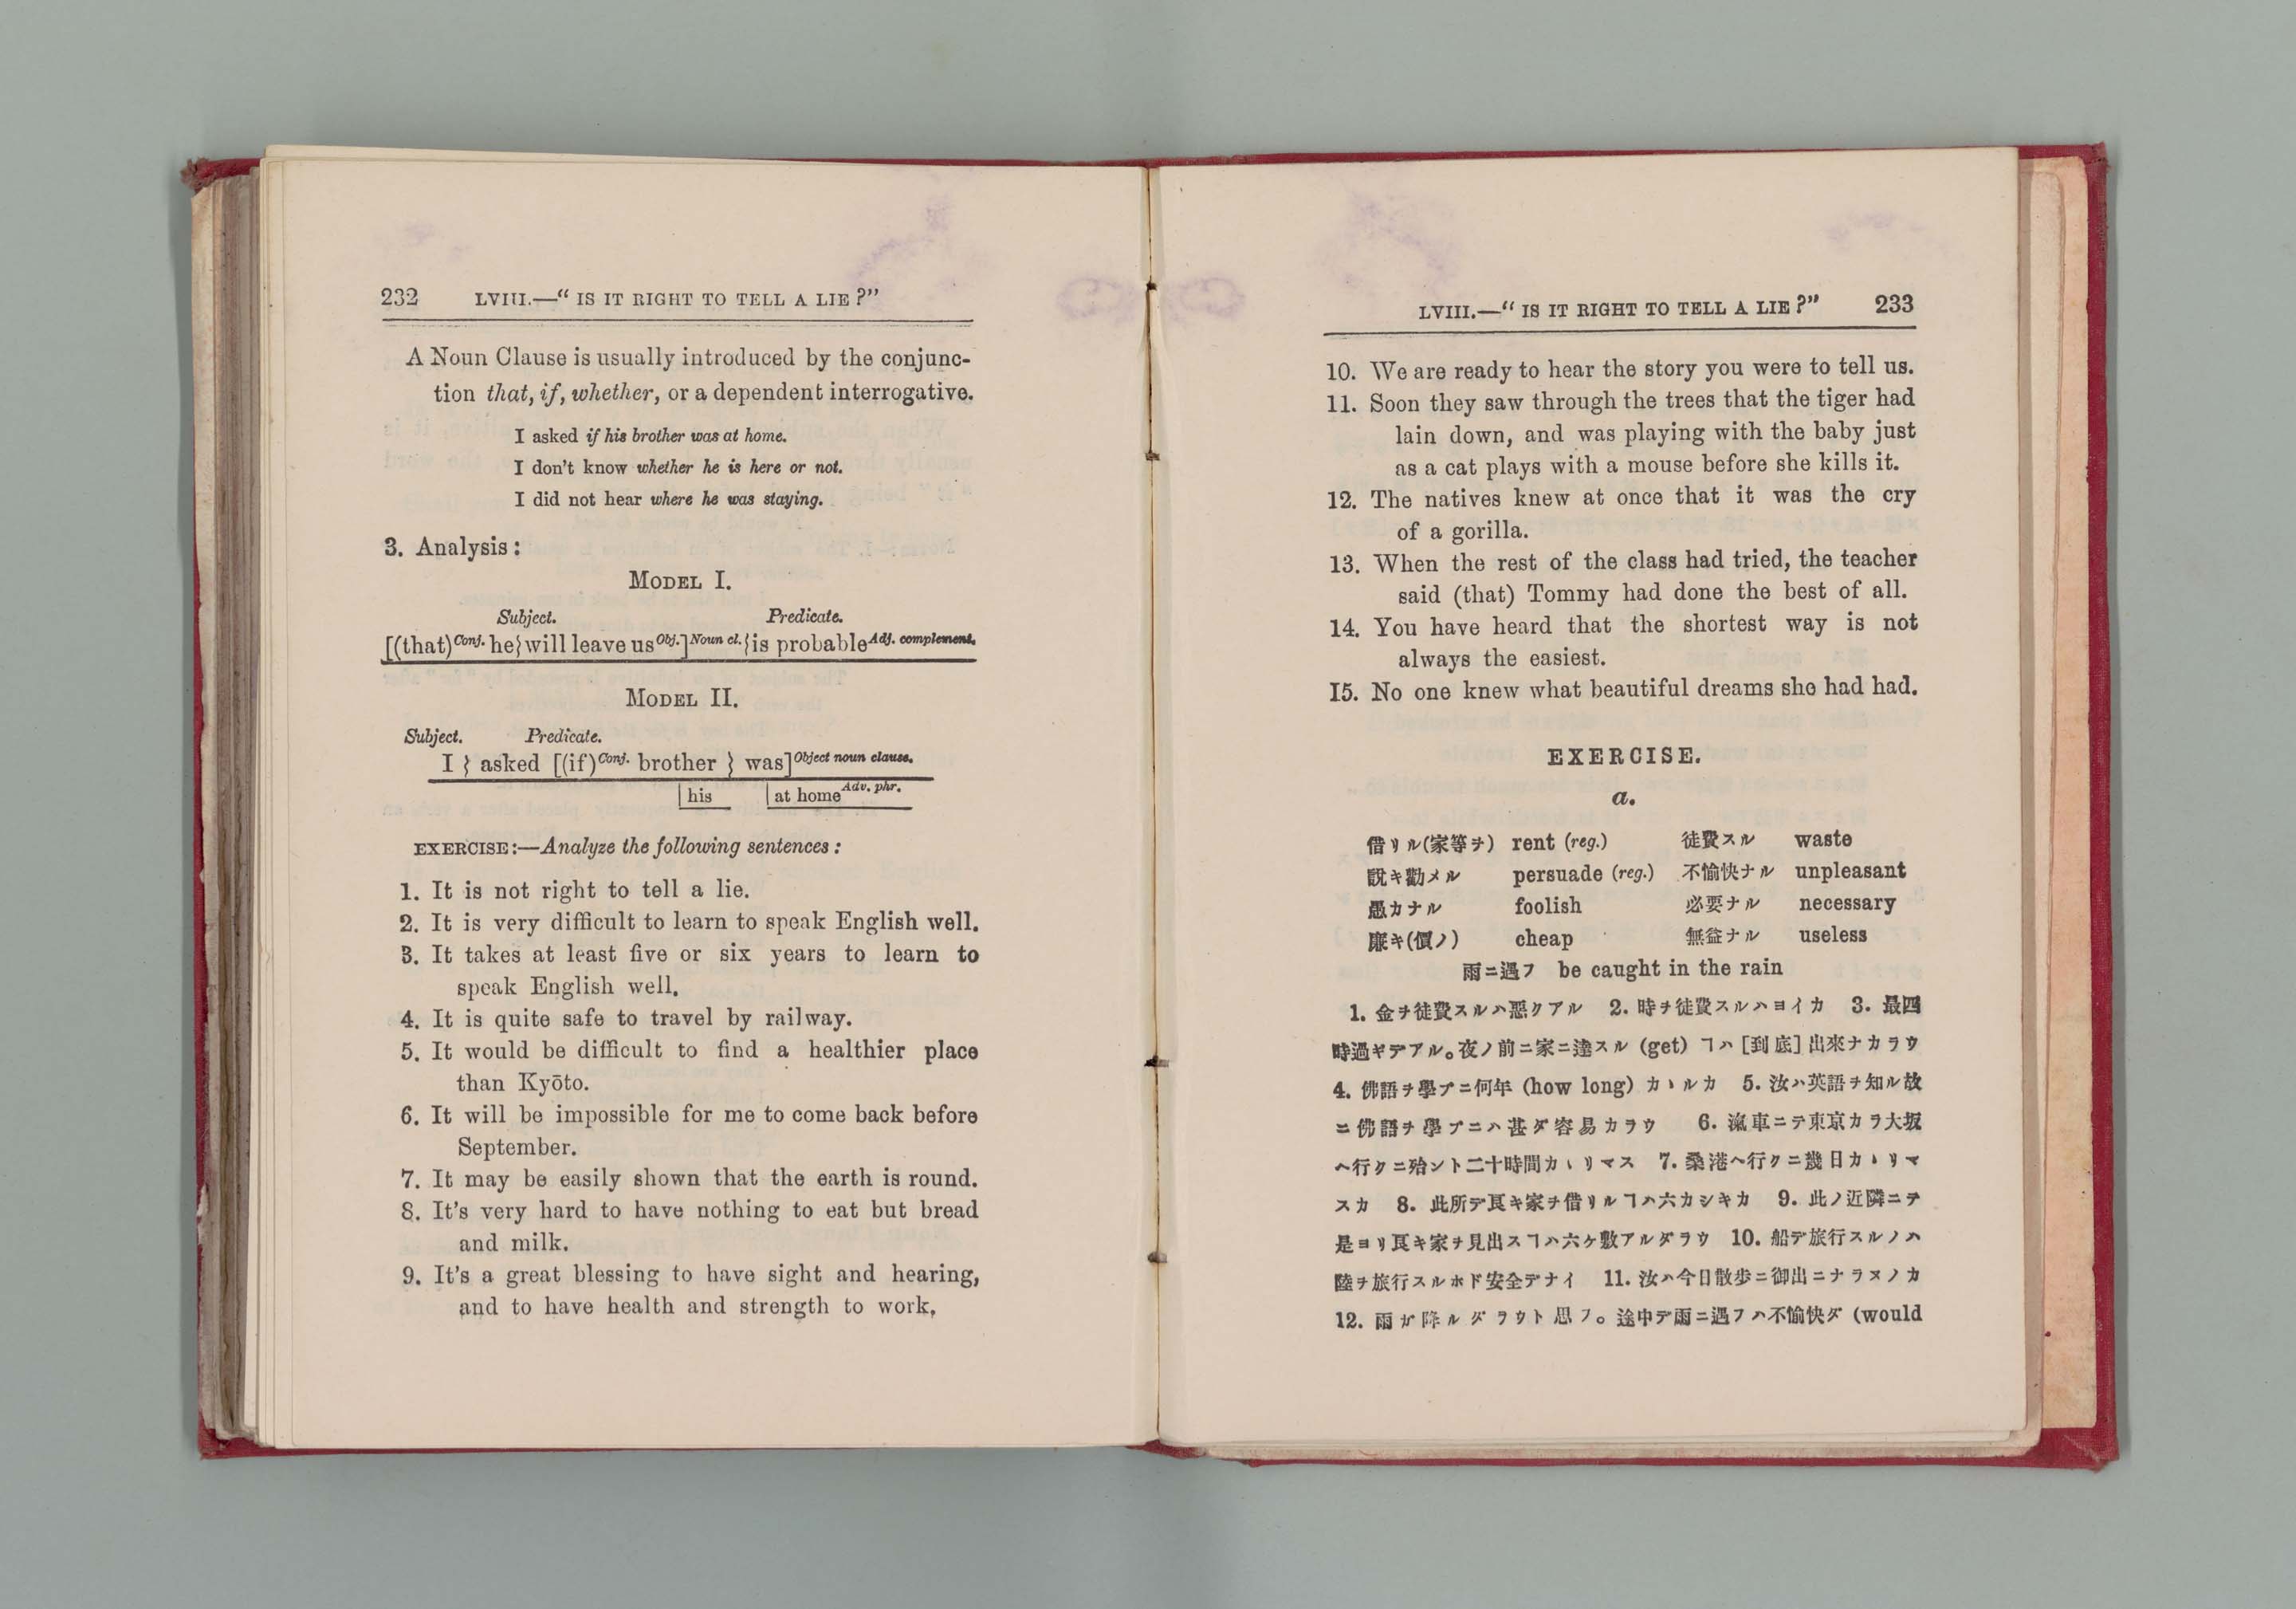 232 LVIII.—“ IS IT RIGHT TO TELL A LIE ?”
A Noun Clause is usually introduced by the conjunc-
tion that, if, whether, or a dependent interrogative.
I asked if his brother was at home.
I don't know whether he is here or not.
I did not hear where he was staying.
3. Analysis :
MODEL I.
Subject. Predicate.
[(that)Conj. he}will leave usObj.]Noun cl.}is probableAdj. complement.
MODEL II.
Subject. Predicate.
I } asked [(if)Conj. brother } was]Object noun clause.
his at homeAdv. phr.
EXERCISE:—Analyze the following sentences :
1. It is not right to tell a lie.
2. It is very difficult to learn to speak English well.
3. It takes at least five or six years to learn to
speak English well.
4. It is quite safe to travel by railway.
5. It would be difficult to find a healthier place
than Kyōto.
6. It will be impossible for me to come back before
September.
7. It may be easily shown that the earth is round.
8. It's very hard to have nothing to eat but bread
and milk.
9. It's a great blessing to have sight and hearing,
and to have health and strength to work.
LVIII.—“ IS IT RIGHT TO TELL A LIE ?” 233
10. We are ready to hear the story you were to tell us.
11. Soon they saw through the trees that the tiger had
lain down, and was playing with the baby just
as a cat plays with a mouse before she kills it.
12. The natives knew at once that it was the cry
of a gorilla.
13. When the rest of the class had tried, the teacher
said (that) Tommy had done the best of all.
14. You have heard that the shortest way is not
always the easiest.
15. No one knew what beautiful dreams she had had.
EXERCISE.
a.
借リル(家等ヲ) rent (reg.) 徒費スル waste
說キ勸メル persuade (reg.) 不愉快ナル unpleasant
愚カナル foolish 必要ナル necessary
廉キ(價ノ) cheap 無益ナル useless
雨ニ遇フ be caught in the rain
1. 金ヲ徒費スルハ惡クアル 2. 時ヲ徒費スルハヨイカ 3. 最四
時過ギデアル。夜ノ前ニ家ニ達スル (get) ヿハ [到底] 出來ナカラウ
4. 佛語ヲ學ブニ何年 (how long) カヽルカ 5. 汝ハ英語ヲ知ル故
ニ佛語ヲ學ブニハ甚ダ容易カラウ 6. 滊車ニテ東京カラ大坂
ヘ行クニ殆ント二十時間カヽリマス 7. 桑港ヘ行クニ幾日カヽリマ
スカ 8. 此所デ良キ家ヲ借リルヿハ六カシキカ 9. 此ノ近隣ニテ
是ヨリ良キ家ヲ見出スヿハ六ケ敷アルダラウ 10. 船デ旅行スルノハ
陸ヲ旅行スルホド安全デナイ 11. 汝ハ今日散歩ニ御出ニナラヌノカ
12. 雨ガ降ルダラウト思フ。途中デ雨ニ遇フハ不愉快ダ (would